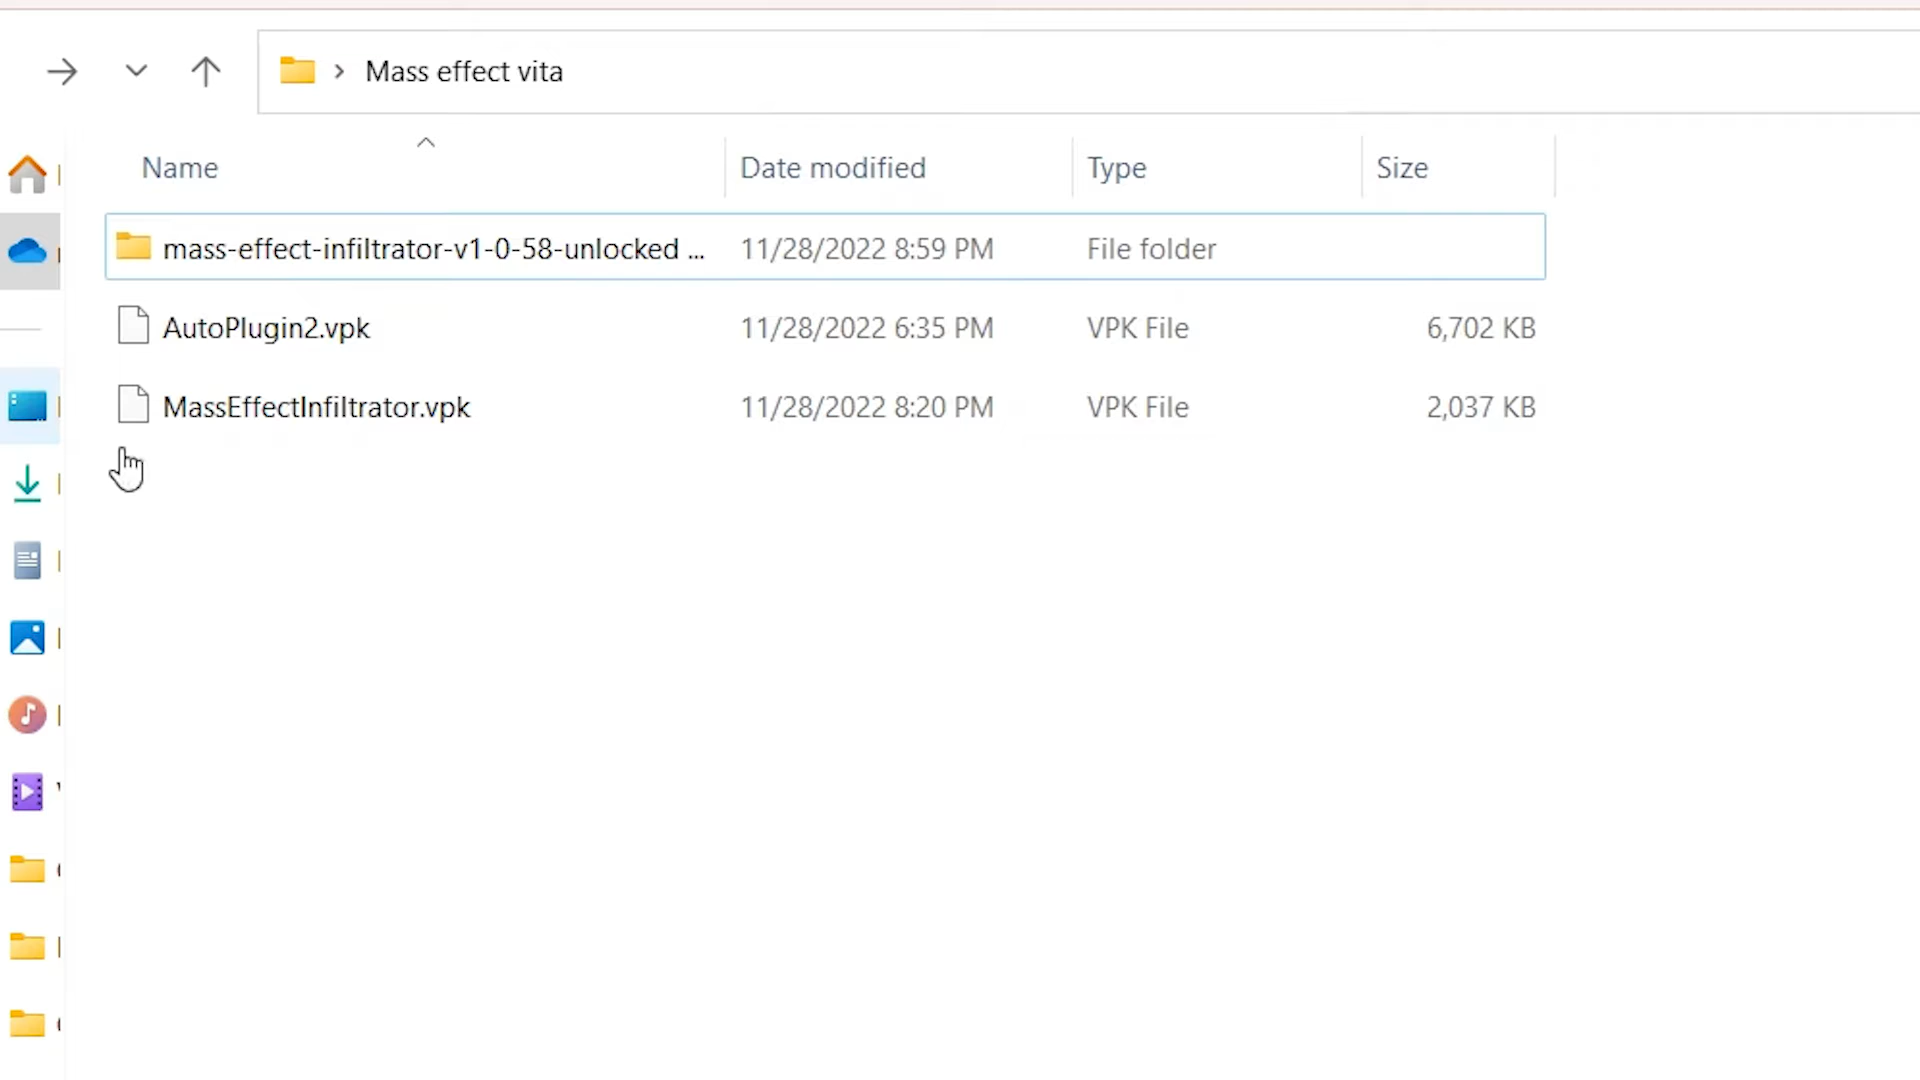 Mass effect vita
Name Date modified Type Size
mass-effect-infiltrator-v1-0-58-unlocked ... 11/28/2022 8:59 PM File folder
AutoPlugin2.vpk 11/28/2022 6:35 PM VPK File 6,702 KB
MassEffectInfiltrator.vpk 11/28/2022 8:20 PM VPK File 2,037 KB